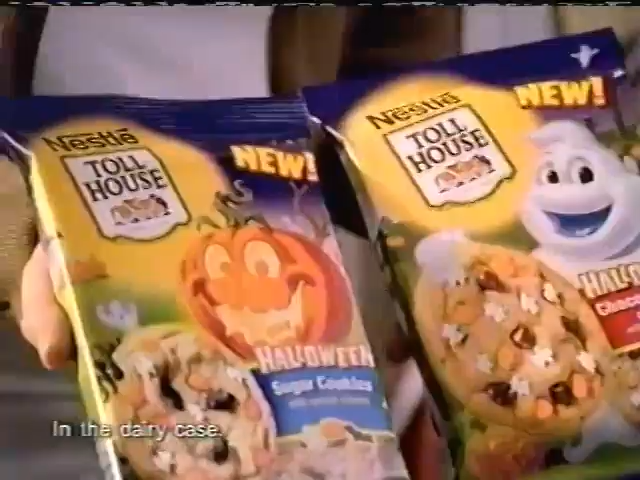 Nestlé
TOLL
HOUSE
NEW!
HALLOWEEN
Sugar Cookies
Nestlé
TOLL
HOUSE
NEW!
In the dairy case.